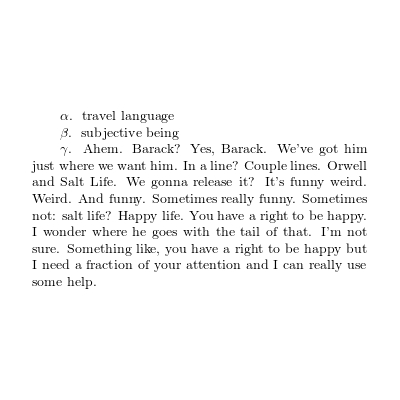 α. travel language
β. subjective being
γ. Ahem. Barack? Yes, Barack. We've got him
just where we want him. In a line? Couple lines. Orwell
and Salt Life. We gonna release it? It's funny weird.
Weird. And funny. Sometimes really funny. Sometimes
not: salt life? Happy life. You have a right to be happy.
I wonder where he goes with the tail of that. I'm not
sure. Something like, you have a right to be happy but
I need a fraction of your attention and I can really use
some help.